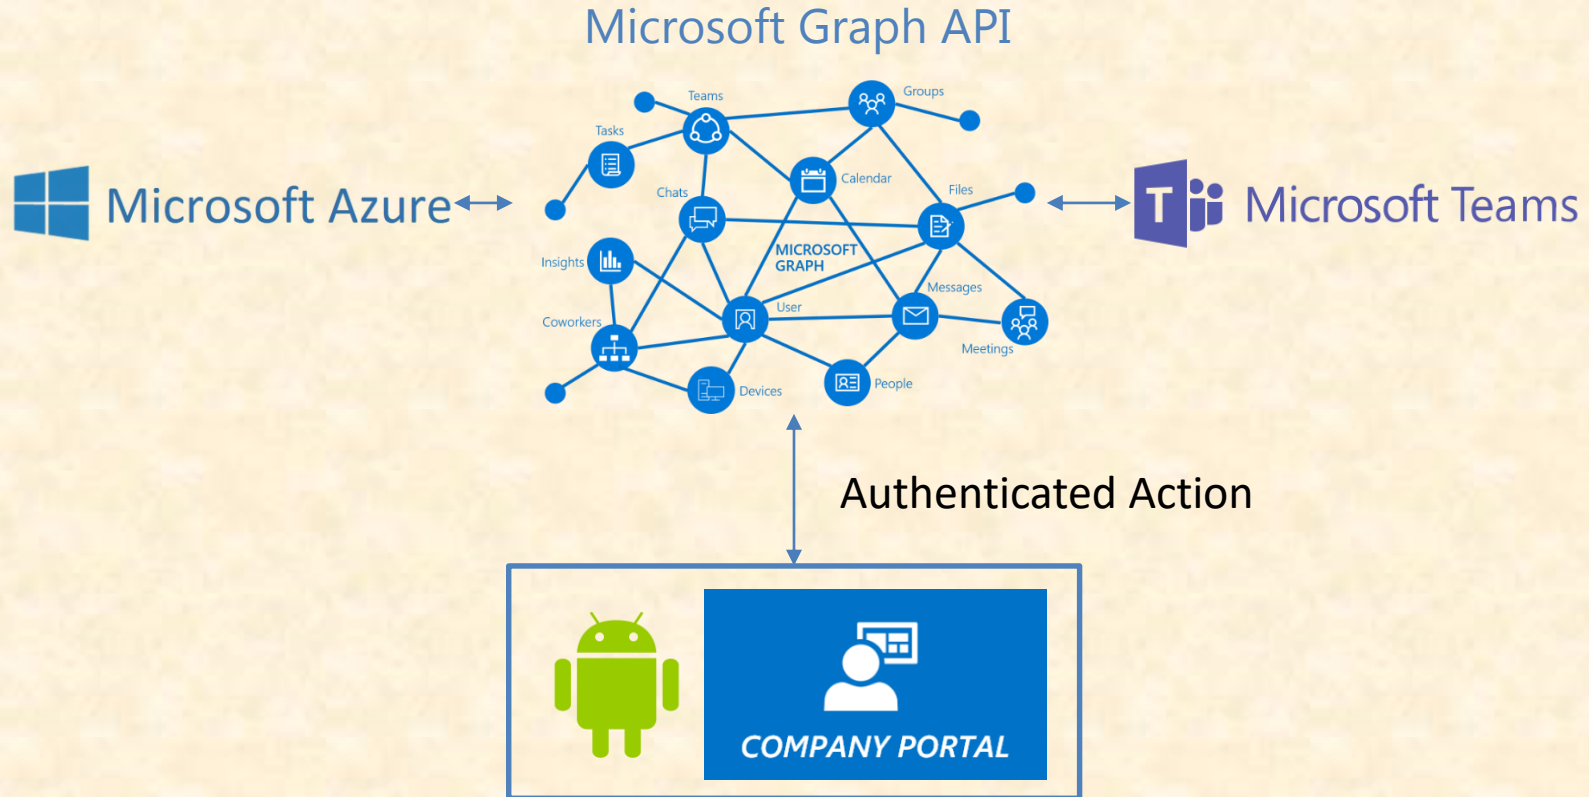 Microsoft Graph API
Teams
Groups
Tasks
Calendar
Chats
Files
Microsoft Azure
T
Microsoft Teams
MICROSOFT
GRAPH
Insights
Messages
User
Coworkers
Meetings
Devices
People
Authenticated Action
COMPANY PORTAL